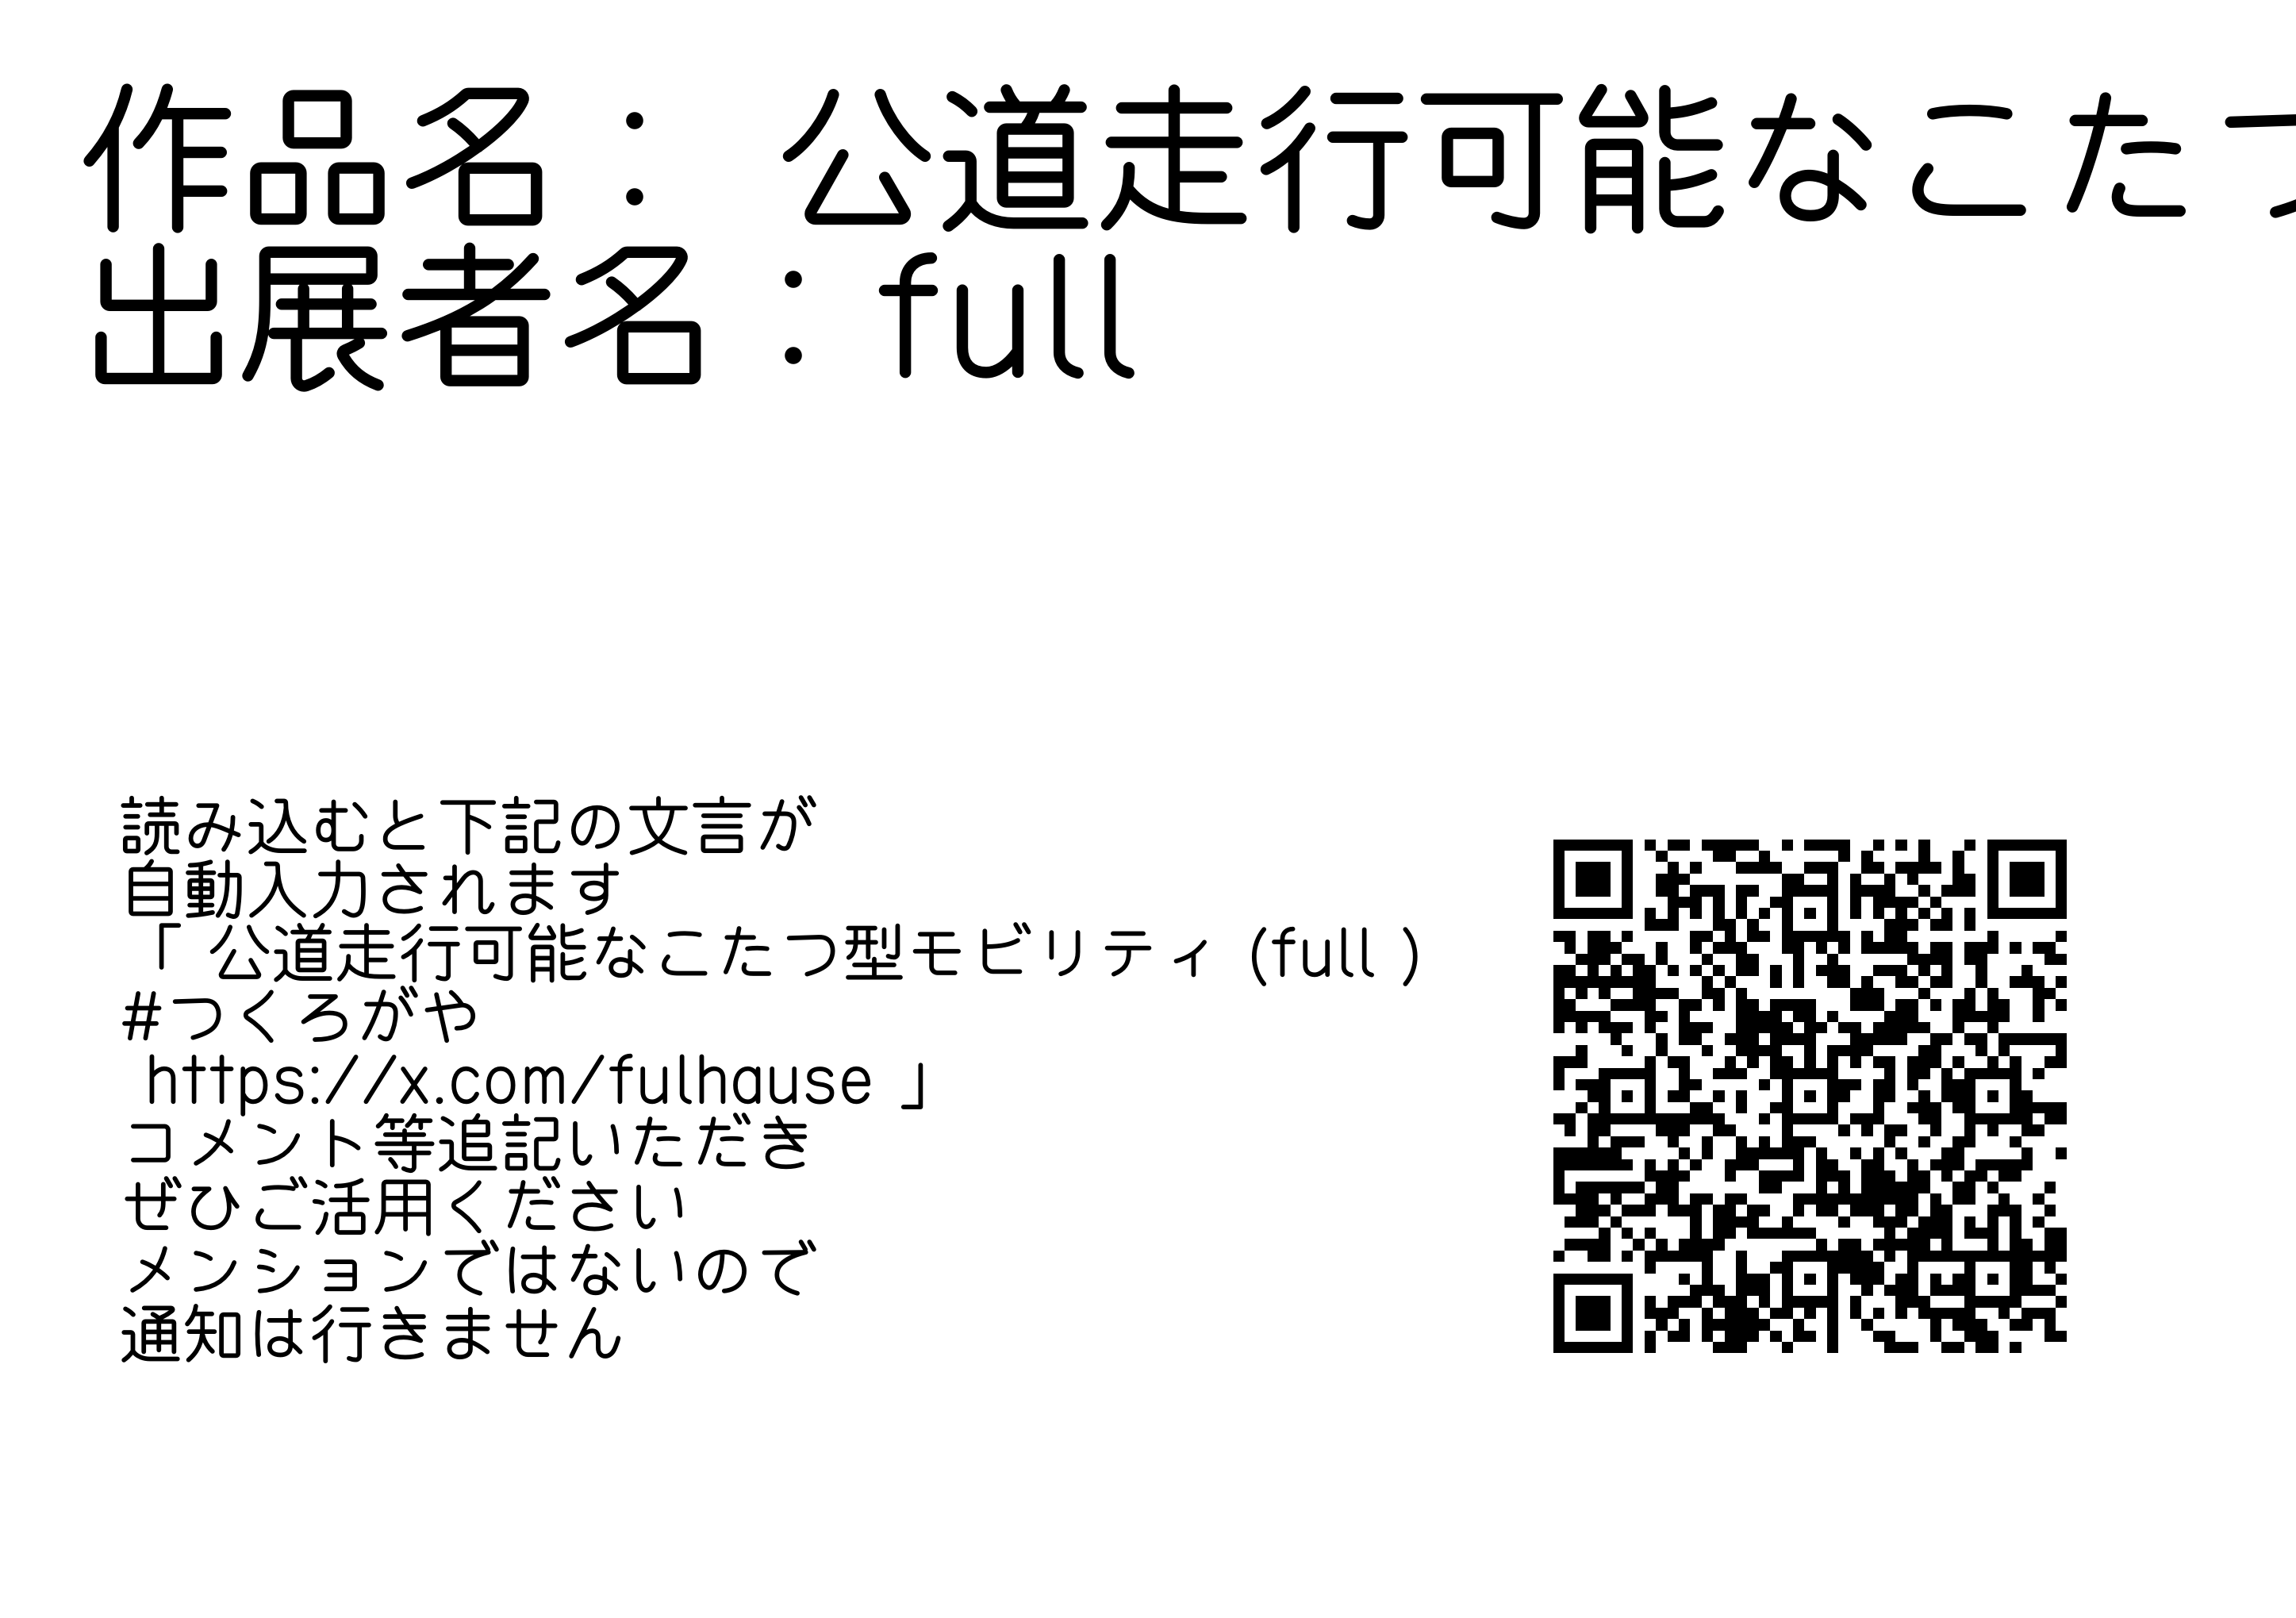 作品名： 公道走行可能なこたつ
出展者名：full
読み込むと下記の文言が
自動入力されます
「 公道走行可能なこたつ型モビリティ（full ）
#つくろがや
https://x.com/fulhause 」
コメント等追記いただき
ぜひご活用ください
メンションではないので
通知は行きません